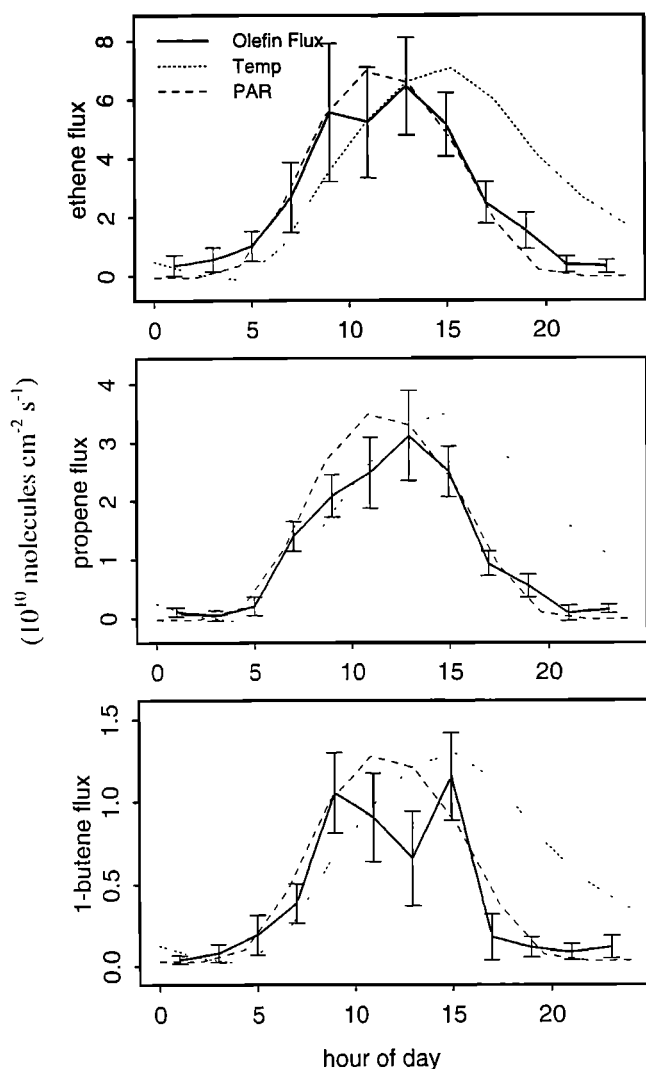 Olefin Flux
Temp
PAR
ethene flux
8
6
4
2
0
0 5 10 15 20
(10¹⁰ molecules cm⁻² s⁻¹)
propene flux
4
3
2
1
0
0 5 10 15 20
1-butene flux
1.5
1.0
0.5
0.0
0 5 10 15 20
hour of day